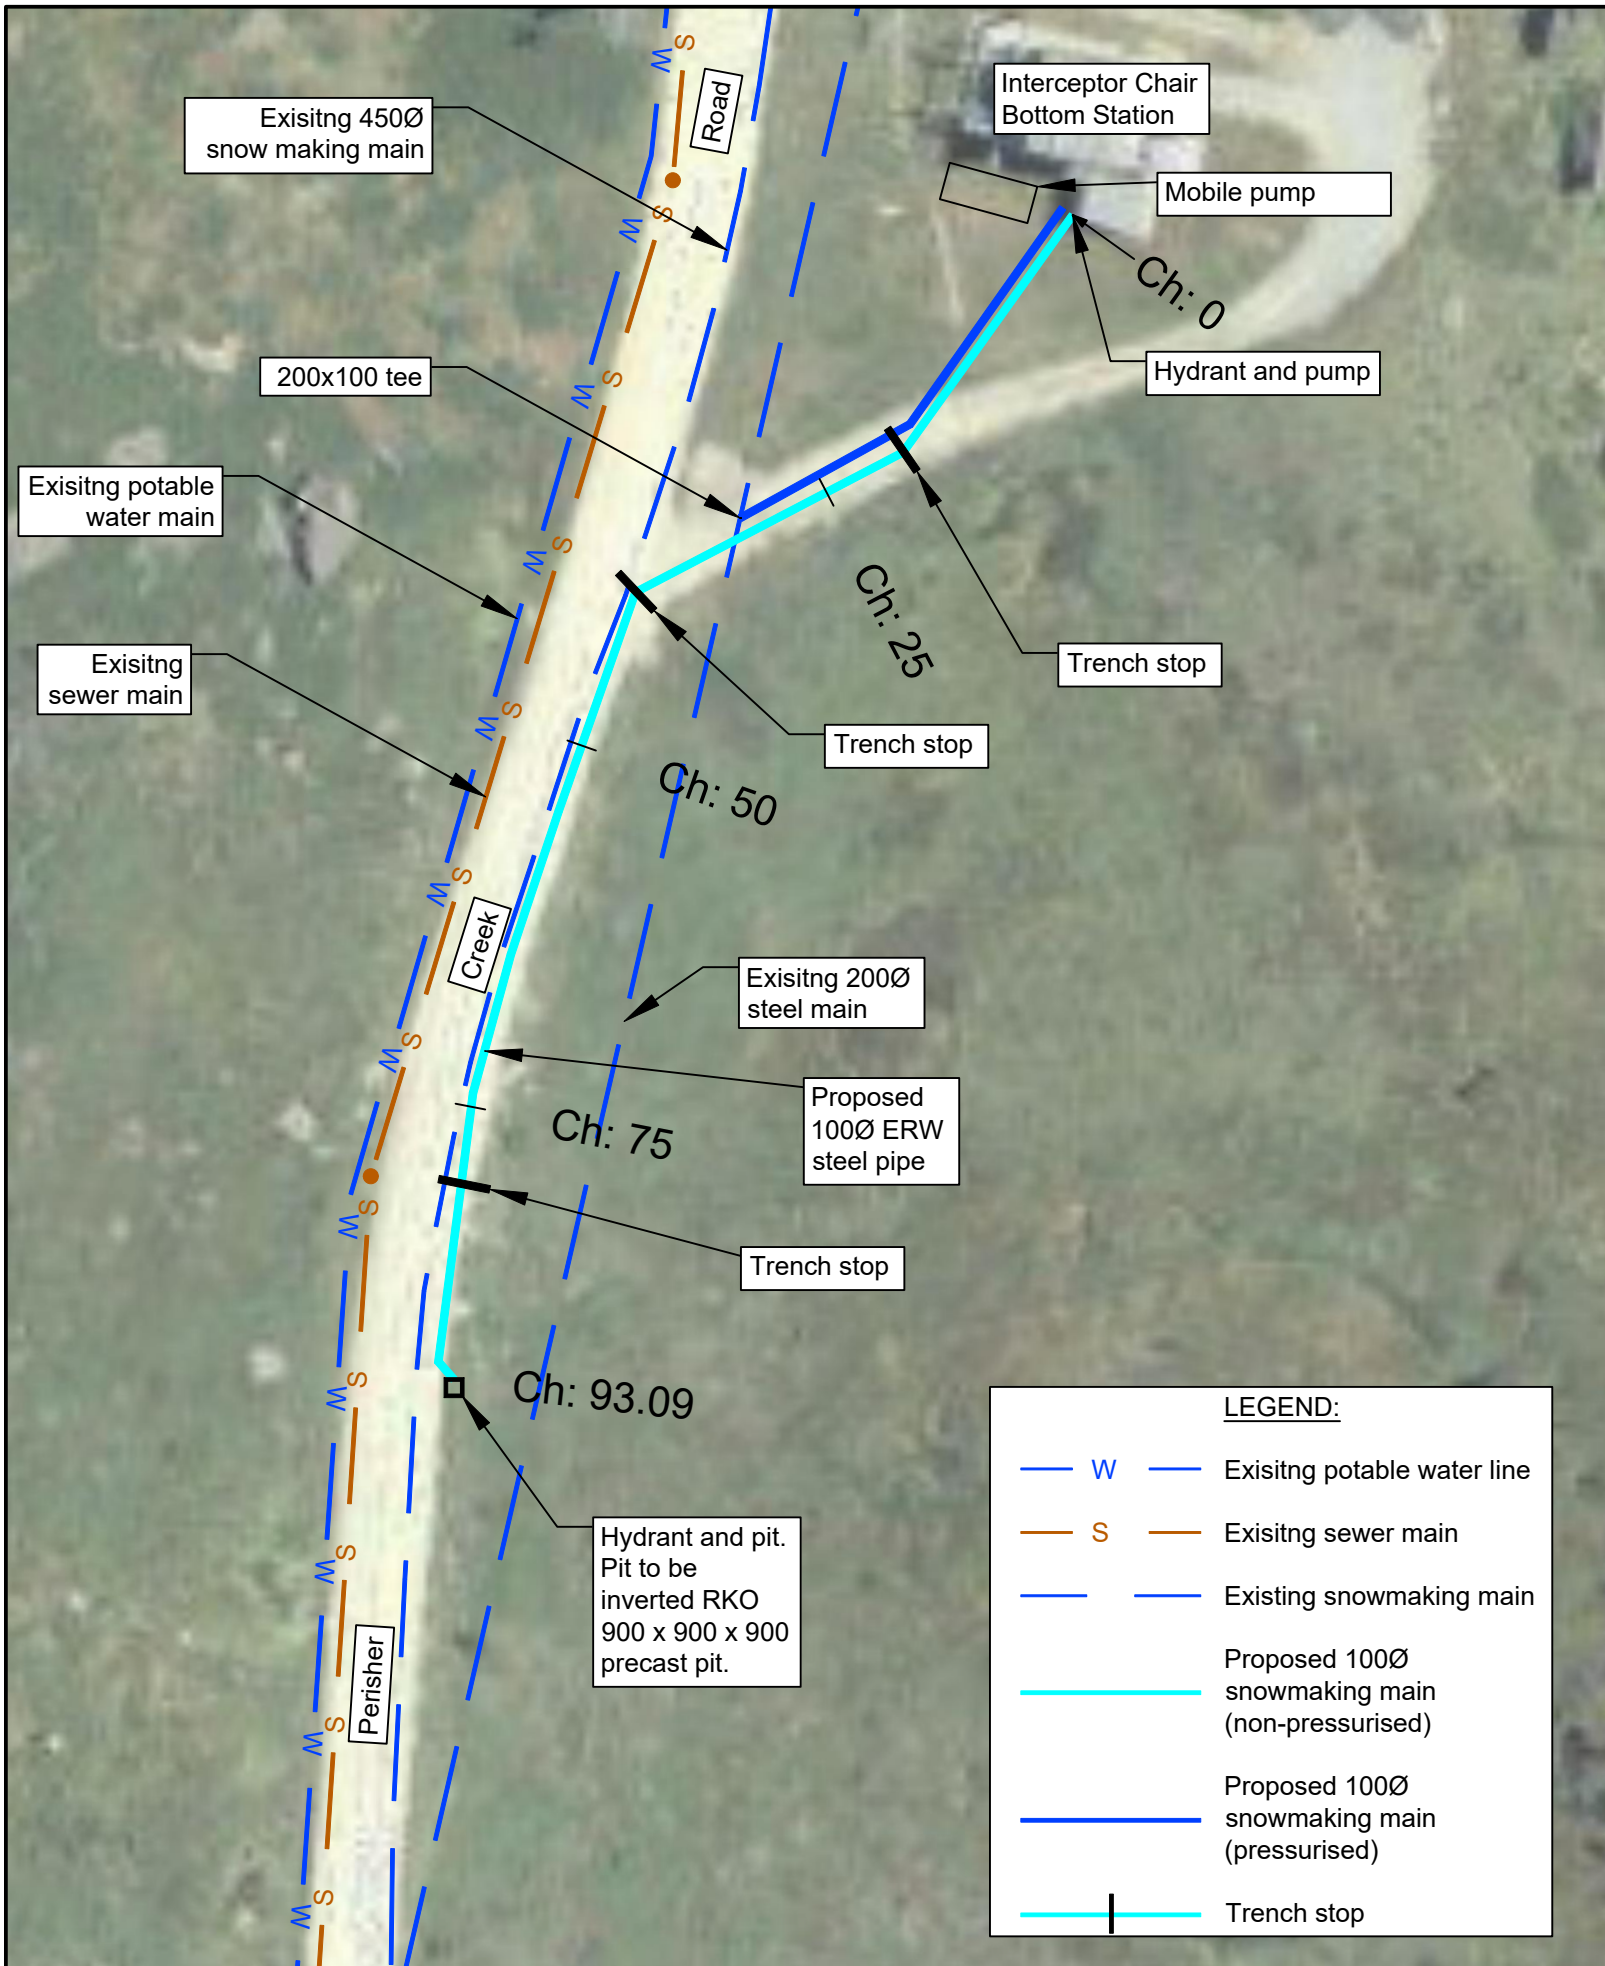 Exisitng 450Ø
snow making main
Road
Interceptor Chair
Bottom Station
Mobile pump
Ch: 0
Hydrant and pump
200x100 tee
Exisitng potable
water main
Exisitng
sewer main
Ch: 25
Trench stop
Trench stop
Ch: 50
Creek
Exisitng 200Ø
steel main
Proposed
100Ø ERW
steel pipe
Ch: 75
Trench stop
Ch: 93.09
Hydrant and pit.
Pit to be
inverted RKO
900 x 900 x 900
precast pit.
Perisher
W
S
W
S
W
S
W
S
W
S
W
S
W
S
W
S
W
S
W
S
W
S
W
S
LEGEND:
W Exisitng potable water line
S Exisitng sewer main
Existing snowmaking main
Proposed 100Ø
snowmaking main
(non-pressurised)
Proposed 100Ø
snowmaking main
(pressurised)
Trench stop